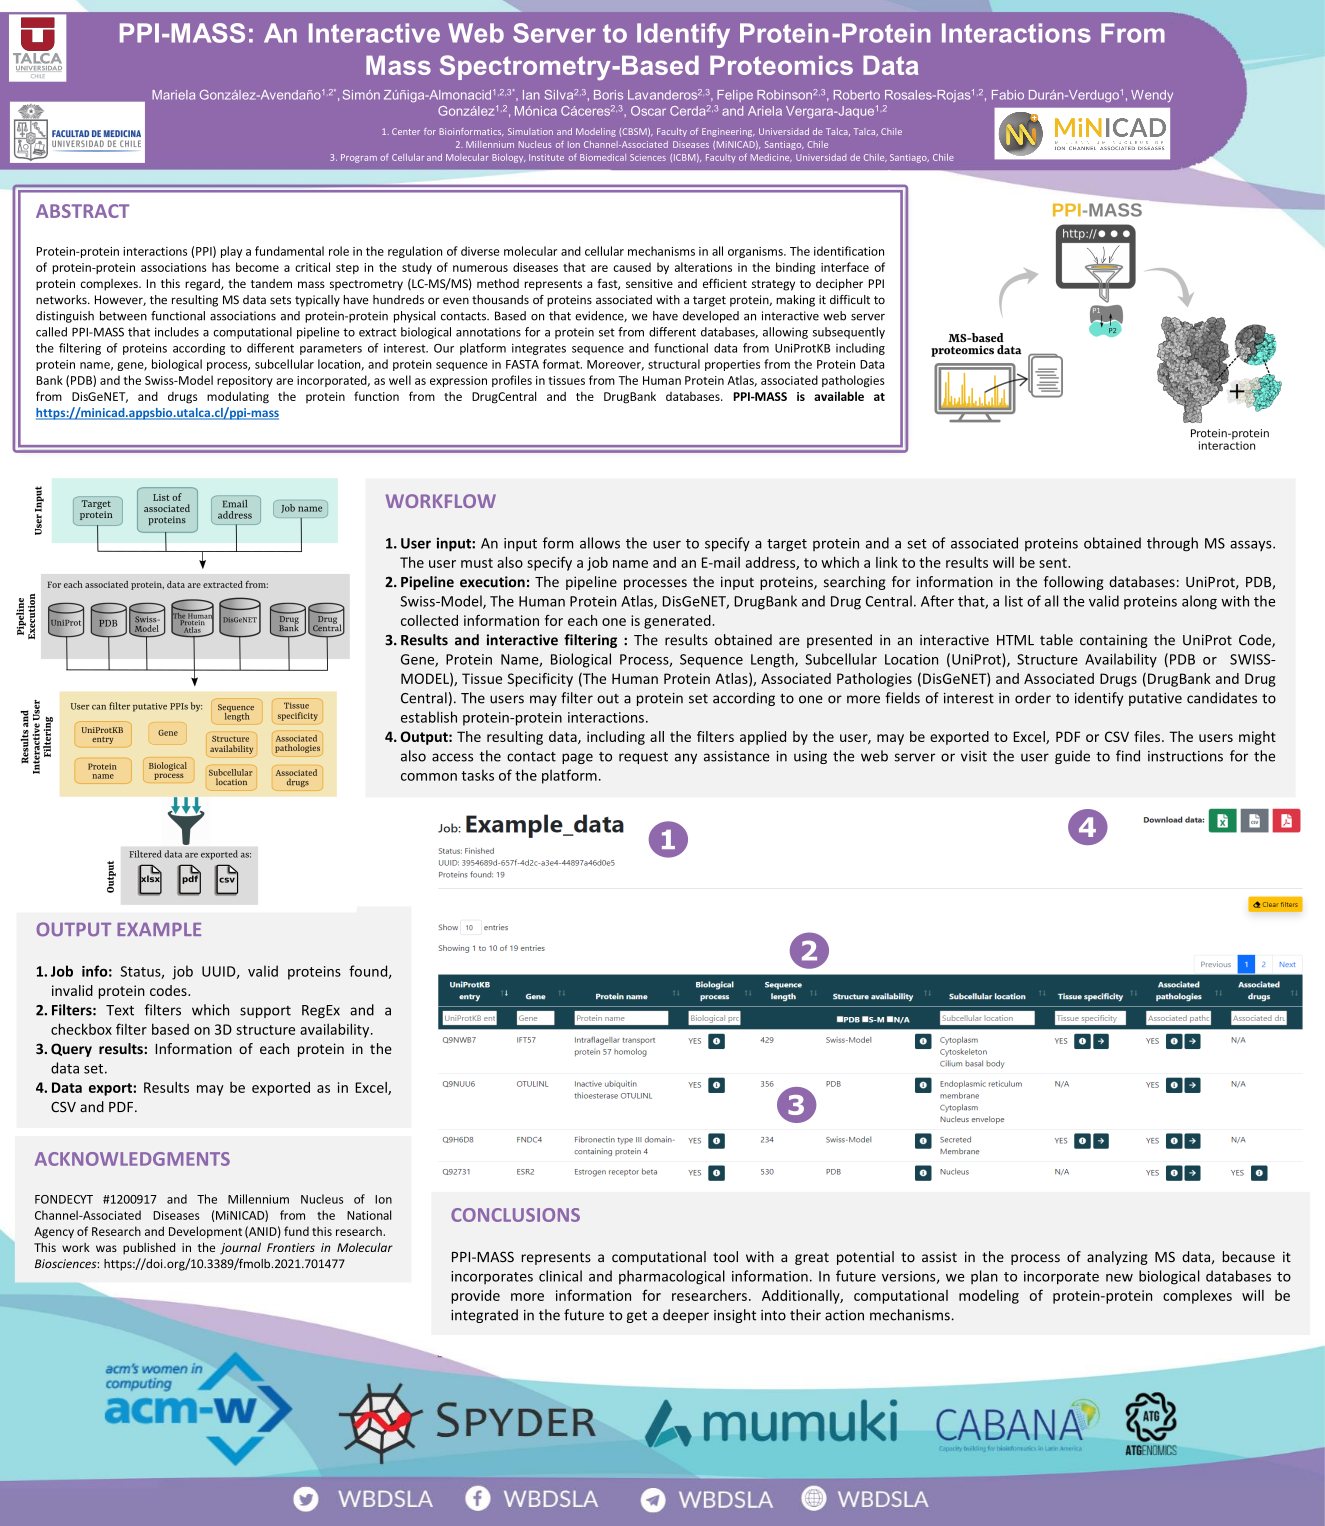 TALCA
UNIVERSIDAD
CHILE
FACULTAD DE MEDICINA
UNIVERSIDAD DE CHILE
PPI-MASS: An Interactive Web Server to Identify Protein-Protein Interactions From
Mass Spectrometry-Based Proteomics Data
Mariela González-Avendaño1,2*, Simón Zúñiga-Almonacid1,2,3*, Ian Silva2,3, Boris Lavanderos2,3, Felipe Robinson2,3, Roberto Rosales-Rojas1,2, Fabio Durán-Verdugo1, Wendy
González1,2, Mónica Cáceres2,3, Oscar Cerda2,3 and Ariela Vergara-Jaque1,2
1. Center for Bioinformatics, Simulation and Modeling (CBSM), Faculty of Engineering, Universidad de Talca, Talca, Chile
2. Millennium Nucleus of Ion Channel-Associated Diseases (MiNICAD), Santiago, Chile
3. Program of Cellular and Molecular Biology, Institute of Biomedical Sciences (ICBM), Faculty of Medicine, Universidad de Chile, Santiago, Chile
MiNICAD
ION CHANNEL ASSOCIATED DISEASES
ABSTRACT
Protein-protein interactions (PPI) play a fundamental role in the regulation of diverse molecular and cellular mechanisms in all organisms. The identification
of protein-protein associations has become a critical step in the study of numerous diseases that are caused by alterations in the binding interface of
protein complexes. In this regard, the tandem mass spectrometry (LC-MS/MS) method represents a fast, sensitive and efficient strategy to decipher PPI
networks. However, the resulting MS data sets typically have hundreds or even thousands of proteins associated with a target protein, making it difficult to
distinguish between functional associations and protein-protein physical contacts. Based on that evidence, we have developed an interactive web server
called PPI-MASS that includes a computational pipeline to extract biological annotations for a protein set from different databases, allowing subsequently
the filtering of proteins according to different parameters of interest. Our platform integrates sequence and functional data from UniProtKB including
protein name, gene, biological process, subcellular location, and protein sequence in FASTA format. Moreover, structural properties from the Protein Data
Bank (PDB) and the Swiss-Model repository are incorporated, as well as expression profiles in tissues from The Human Protein Atlas, associated pathologies
from DisGeNET, and drugs modulating the protein function from the DrugCentral and the DrugBank databases. PPI-MASS is available at
https://minicad.appsbio.utalca.cl/ppi-mass
PPI-MASS
http://
P1
P2
MS-based
proteomics data
+
Protein-protein
interaction
User Input
Target
protein
List of
associated
proteins
Email
address
Job name
Pipeline
Execution
For each associated protein, data are extracted from:
UniProt
PDB
Swiss-
Model
The Human
Protein
Atlas
DisGeNET
Drug
Bank
Drug
Central
Results and
Interactive User
Filtering
User can filter putative PPIs by:
UniProtKB
entry
Gene
Protein
name
Biological
process
Sequence
length
Structure
availability
Subcellular
location
Tissue
specificity
Associated
pathologies
Associated
drugs
Output
Filtered data are exported as:
xlsx
pdf
csv
WORKFLOW
1. User input: An input form allows the user to specify a target protein and a set of associated proteins obtained through MS assays.
The user must also specify a job name and an E-mail address, to which a link to the results will be sent.
2. Pipeline execution: The pipeline processes the input proteins, searching for information in the following databases: UniProt, PDB,
Swiss-Model, The Human Protein Atlas, DisGeNET, DrugBank and Drug Central. After that, a list of all the valid proteins along with the
collected information for each one is generated.
3. Results and interactive filtering : The results obtained are presented in an interactive HTML table containing the UniProt Code,
Gene, Protein Name, Biological Process, Sequence Length, Subcellular Location (UniProt), Structure Availability (PDB or SWISS-
MODEL), Tissue Specificity (The Human Protein Atlas), Associated Pathologies (DisGeNET) and Associated Drugs (DrugBank and Drug
Central). The users may filter out a protein set according to one or more fields of interest in order to identify putative candidates to
establish protein-protein interactions.
4. Output: The resulting data, including all the filters applied by the user, may be exported to Excel, PDF or CSV files. The users might
also access the contact page to request any assistance in using the web server or visit the user guide to find instructions for the
common tasks of the platform.
Job: Example_data
1
4
Download data:
Status: Finished
UUID: 3954689d-657f-4d2c-a3e4-44897a46d0e5
Proteins found: 19
Clear filters
Show 10 entries
Showing 1 to 10 of 19 entries
2
Previous 1 2 Next
UniProtKB entry Gene Protein name Biological process Sequence length Structure availability Subcellular location Tissue specificity Associated pathologies Associated drugs
UniProtKB ent Gene Protein name Biological prc PDB S-M N/A Subcellular location Tissue specificity Associated pathc Associated dru
Q9NWB7 IFT57 Intraflagellar transport protein 57 homolog YES 429 Swiss-Model Cytoplasm Cytoskeleton Cilium basal body YES YES N/A
Q9NUU6 OTULINL Inactive ubiquitin thioesterase OTULINL YES 356 PDB Endoplasmic reticulum membrane Cytoplasm Nucleus envelope N/A YES N/A
3
Q9H6D8 FNDC4 Fibronectin type III domain-containing protein 4 YES 234 Swiss-Model Secreted Membrane YES YES N/A
Q92731 ESR2 Estrogen receptor beta YES 530 PDB Nucleus N/A YES YES
OUTPUT EXAMPLE
1. Job info: Status, job UUID, valid proteins found,
invalid protein codes.
2. Filters: Text filters which support RegEx and a
checkbox filter based on 3D structure availability.
3. Query results: Information of each protein in the
data set.
4. Data export: Results may be exported as in Excel,
CSV and PDF.
ACKNOWLEDGMENTS
FONDECYT #1200917 and The Millennium Nucleus of Ion
Channel-Associated Diseases (MiNICAD) from the National
Agency of Research and Development (ANID) fund this research.
This work was published in the journal Frontiers in Molecular
Biosciences: https://doi.org/10.3389/fmolb.2021.701477
CONCLUSIONS
PPI-MASS represents a computational tool with a great potential to assist in the process of analyzing MS data, because it
incorporates clinical and pharmacological information. In future versions, we plan to incorporate new biological databases to
provide more information for researchers. Additionally, computational modeling of protein-protein complexes will be
integrated in the future to get a deeper insight into their action mechanisms.
acm's women in
computing
acm-w
SPYDER
mumuki
CABANA
Capacity building for bioinformatics in Latin America
ATG
ATGENOMICS
WBDSLA WBDSLA WBDSLA WBDSLA